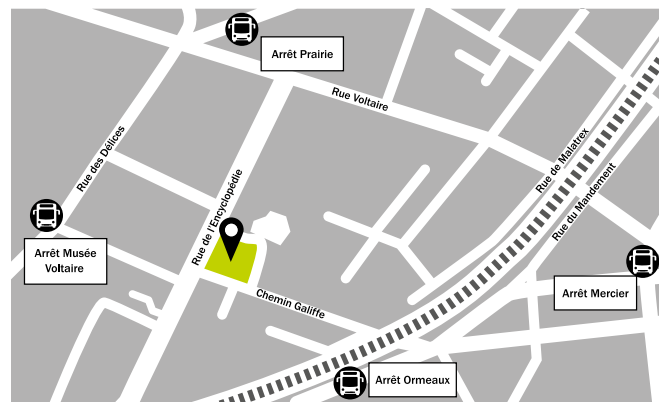 Arrêt Prairie
Rue Voltaire
Rue des Délices
Rue de Malatrex
Rue du Mandement
Rue de l'Encyclopédie
Arrêt Musée
Voltaire
Arrêt Mercier
Chemin Galiffe
Arrêt Ormeaux